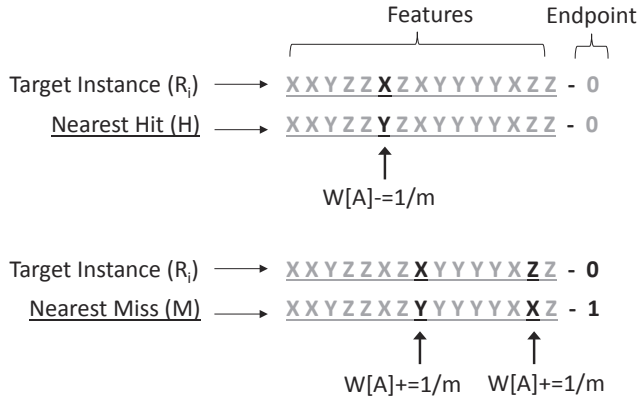 Features Endpoint
Target Instance (Ri) X X Y Z Z X Z X Y Y Y Y X Z Z - 0
Nearest Hit (H) X X Y Z Z Y Z X Y Y Y Y X Z Z - 0
W[A]-=1/m
Target Instance (Ri) X X Y Z Z X Z X Y Y Y Y X Z Z - 0
Nearest Miss (M) X X Y Z Z X Z Y Y Y Y Y X X Z - 1
W[A]+=1/m W[A]+=1/m